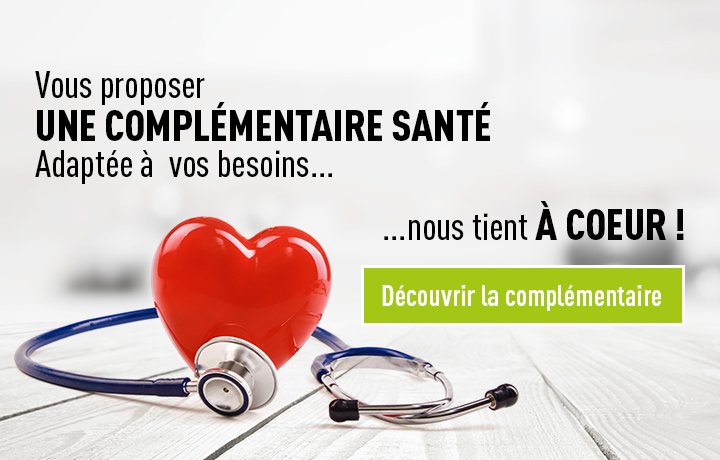 Vous proposer
UNE COMPLÉMENTAIRE SANTÉ
Adaptée à vos besoins...
...nous tient À COEUR !
Découvrir la complémentaire